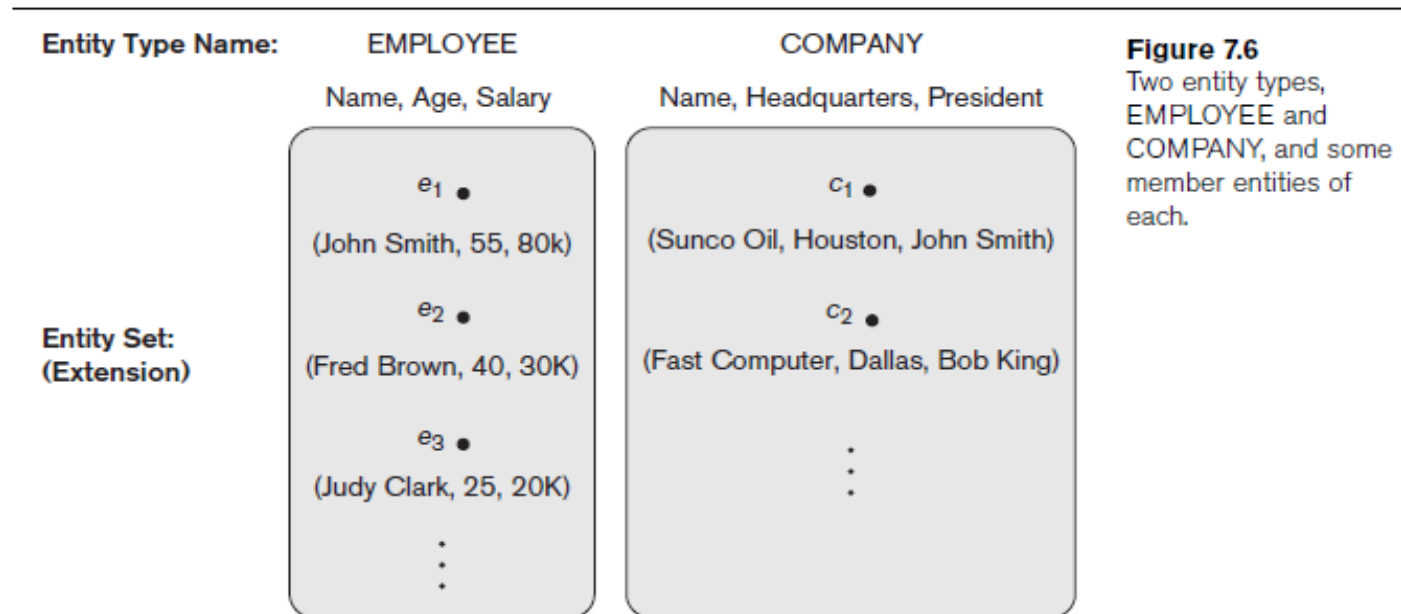 Entity Type Name: EMPLOYEE COMPANY
Name, Age, Salary Name, Headquarters, President
e1
(John Smith, 55, 80k)
e2
(Fred Brown, 40, 30K)
e3
(Judy Clark, 25, 20K)
c1
(Sunco Oil, Houston, John Smith)
c2
(Fast Computer, Dallas, Bob King)
Entity Set:
(Extension)
Figure 7.6
Two entity types,
EMPLOYEE and
COMPANY, and some
member entities of
each.